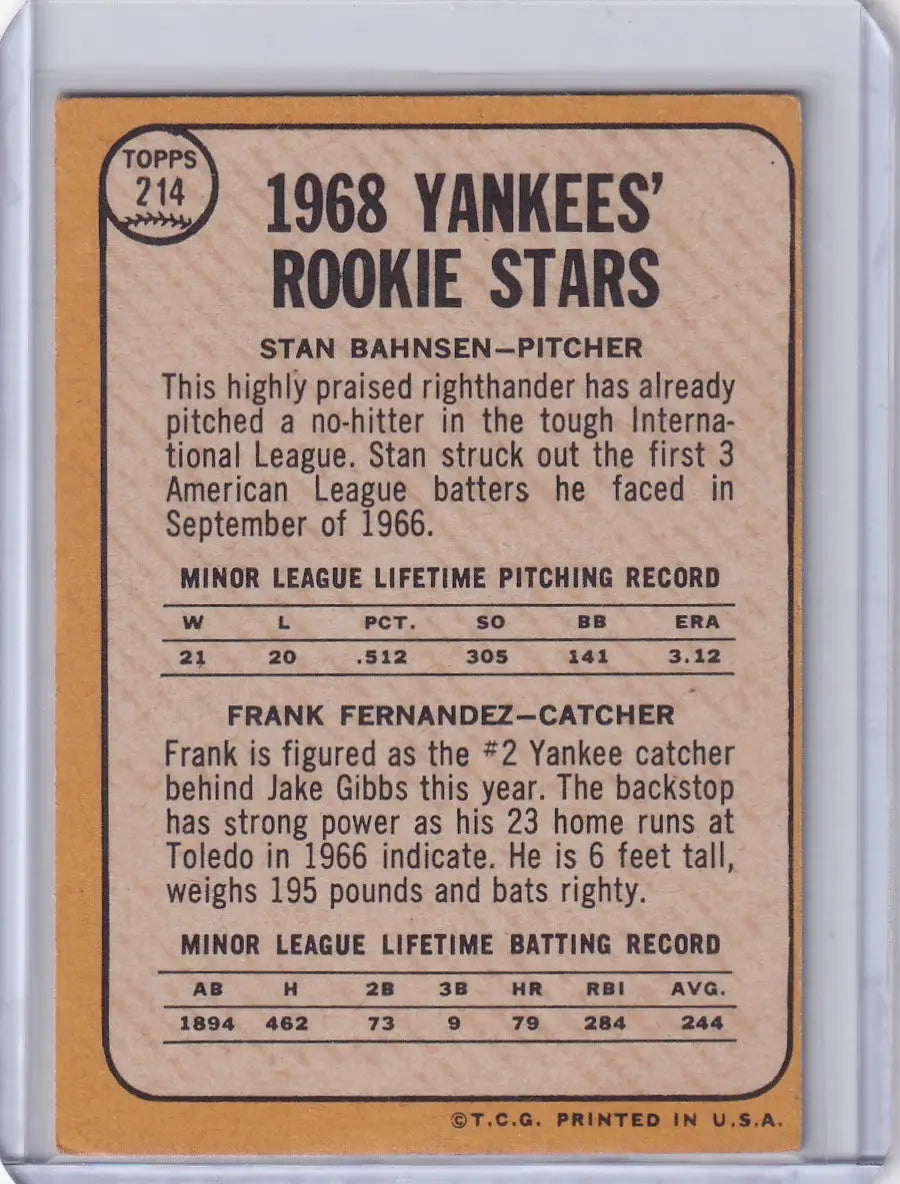 TOPPS
214
1968 YANKEES'
ROOKIE STARS
STAN BAHNSEN—PITCHER
This highly praised righthander has already
pitched a no-hitter in the tough Interna-
tional League. Stan struck out the first 3
American League batters he faced in
September of 1966.
MINOR LEAGUE LIFETIME PITCHING RECORD
W L PCT. SO BB ERA
21 20 .512 305 141 3.12
FRANK FERNANDEZ—CATCHER
Frank is figured as the #2 Yankee catcher
behind Jake Gibbs this year. The backstop
has strong power as his 23 home runs at
Toledo in 1966 indicate. He is 6 feet tall,
weighs 195 pounds and bats righty.
MINOR LEAGUE LIFETIME BATTING RECORD
AB H 2B 3B HR RBI AVG.
1894 462 73 9 79 284 244
©T.C.G. PRINTED IN U.S.A.